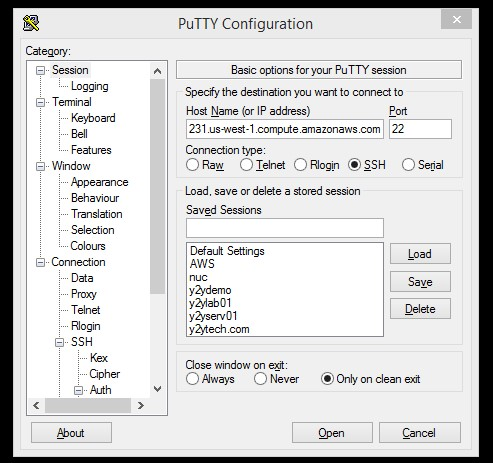 PuTTY Configuration
Category:
Session
Logging
Terminal
Keyboard
Bell
Features
Window
Appearance
Behaviour
Translation
Selection
Colours
Connection
Data
Proxy
Telnet
Rlogin
SSH
Kex
Cipher
Auth
Basic options for your PuTTY session
Specify the destination you want to connect to
Host Name (or IP address) Port
231.us-west-1.compute.amazonaws.com 22
Connection type:
Raw Telnet Rlogin SSH Serial
Load, save or delete a stored session
Saved Sessions
Default Settings
AWS
nuc
y2ydemo
y2ylab01
y2yserv01
y2ytech.com
Load
Save
Delete
Close window on exit:
Always Never Only on clean exit
About Open Cancel